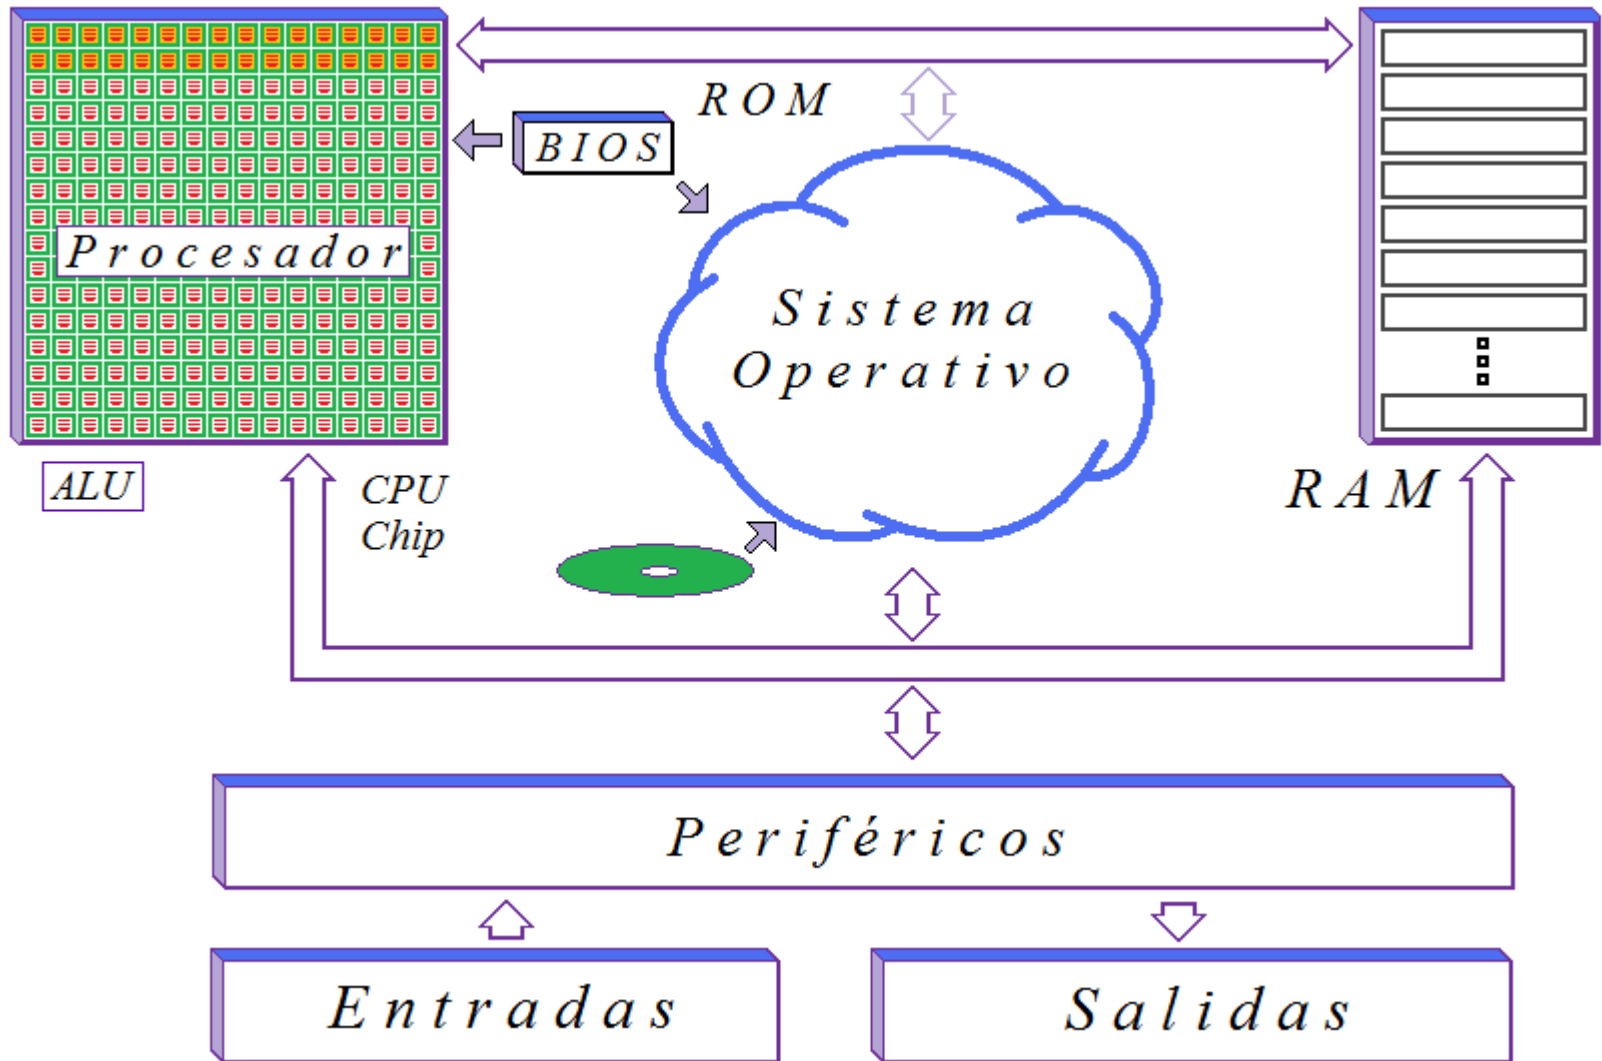 ROM
BIOS
Procesador
Sistema
Operativo
ALU
CPU
Chip
RAM
Periféricos
Entradas
Salidas